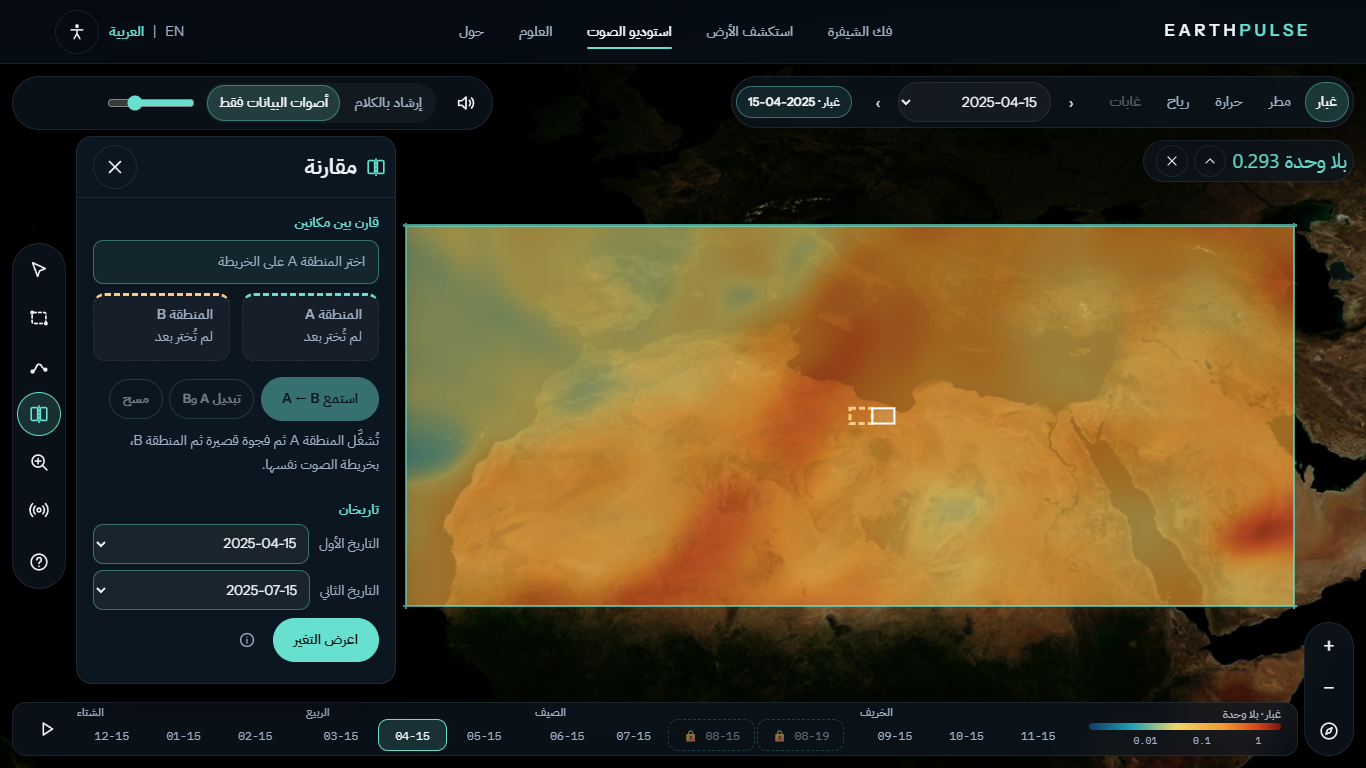 EARTHPULSE
فك الشيفرة
استكشف الأرض
استوديو الصوت
العلوم
حول
العربية | EN
غبار
مطر
حرارة
رياح
غابات
2025-04-15
غبار · 2025-04-15
إرشاد بالكلام
أصوات البيانات فقط
بلا وحدة 0.293
مقارنة
قارن بين مكانين
اختر المنطقة A على الخريطة
المنطقة A
لم تُختر بعد
المنطقة B
لم تُختر بعد
استمع A ← B
تبديل A وB
مسح
تُشغَّل المنطقة A ثم فجوة قصيرة ثم المنطقة B،
بخريطة الصوت نفسها.
تاريخان
التاريخ الأول
2025-04-15
التاريخ الثاني
2025-07-15
اعرض التغير
الشتاء
الربيع
الصيف
الخريف
12-15
01-15
02-15
03-15
04-15
05-15
06-15
07-15
08-15
08-19
09-15
10-15
11-15
غبار · بلا وحدة
0.01
0.1
1